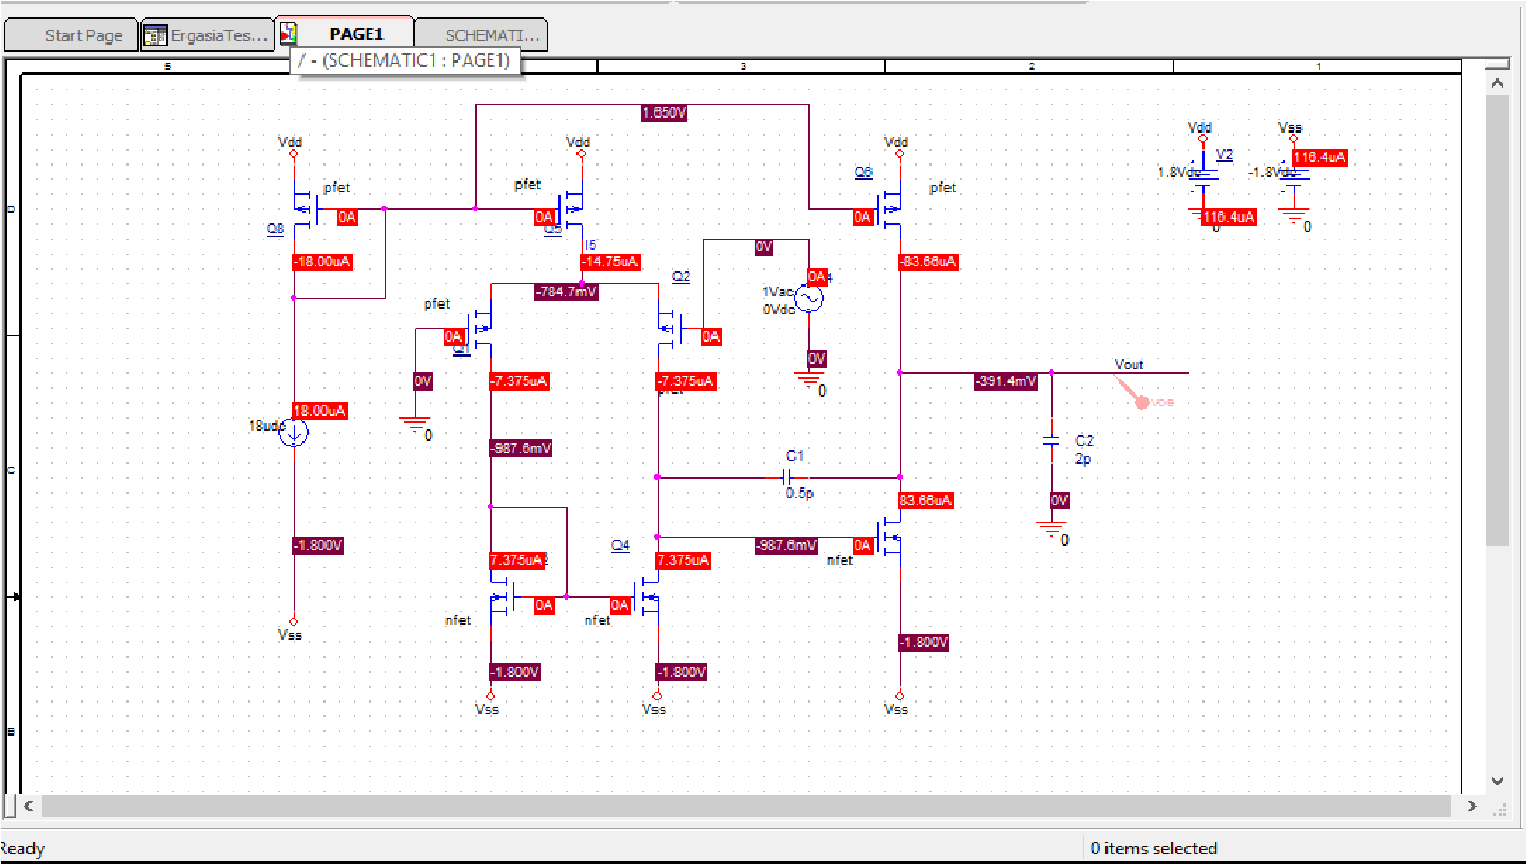 Start Page
ErgasiaTes...
PAGE1
SCHEMATI...
/ - (SCHEMATIC1 : PAGE1)
5
3
2
1
1.650V
Vdd
Vdd
Vdd
Vdd
Vss
V2
116.4uA
1.8Vdc
-1.8Vdc
116.4uA
0
0
pfet
pfet
Q6
pfet
D
0A
0A
0A
Q8
Q5
I5
0V
-18.00uA
-14.75uA
-83.66uA
Q2
0A
-784.7mV
1Vac
0Vdc
pfet
0A
Q1
0A
0V
0
0V
-7.375uA
-7.375uA
Vout
-391.4mV
18.00uA
18udc
0
-987.6mV
C1
0.5p
C2
2p
C
83.66uA
0V
0
-1.800V
Q4
-987.6mV
0A
nfet
7.375uA
7.375uA
0A
0A
nfet
nfet
Vss
-1.800V
-1.800V
-1.800V
Vss
Vss
Vss
B
Ready
0 items selected